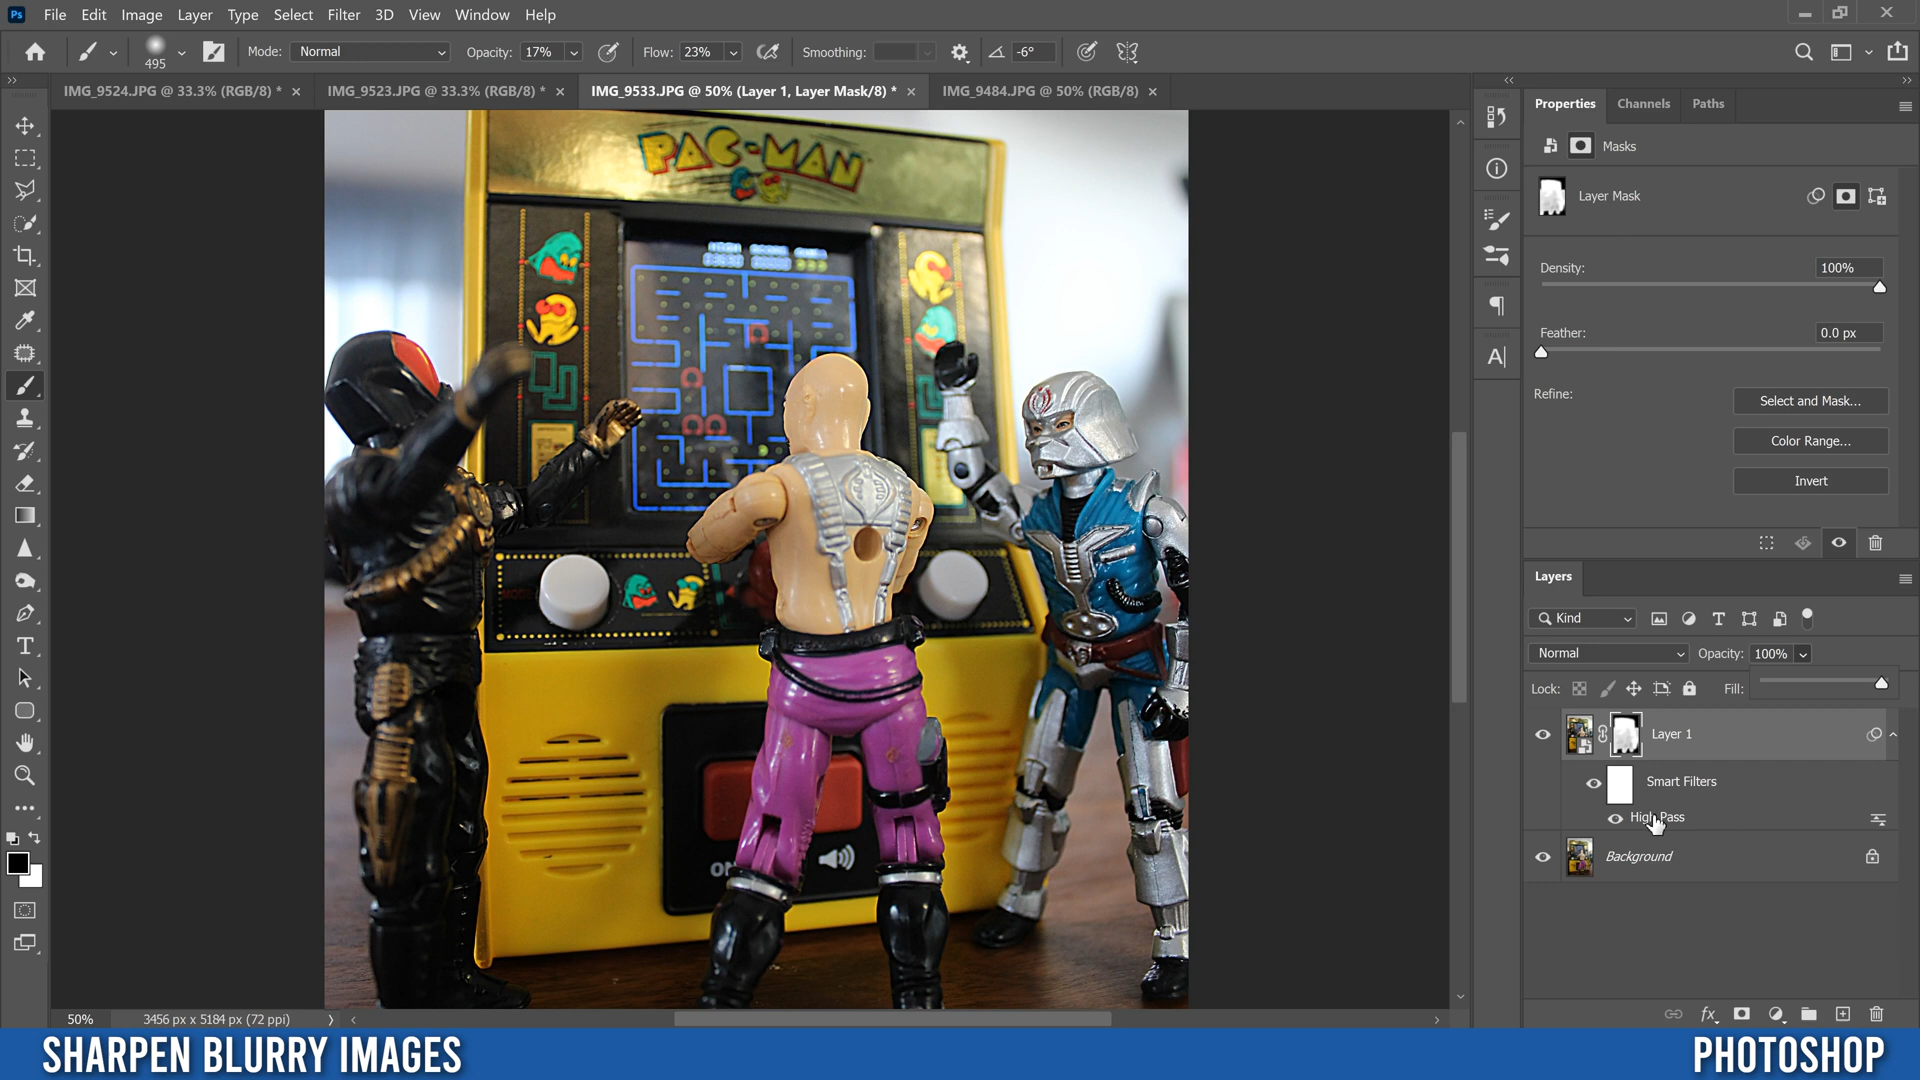 Ps File Edit Image Layer Type Select Filter 3D View Window Help
495 Mode: Normal Opacity: 17% Flow: 23% Smoothing: -6°
IMG_9524.JPG @ 33.3% (RGB/8) * IMG_9523.JPG @ 33.3% (RGB/8) * IMG_9533.JPG @ 50% (Layer 1, Layer Mask/8) * IMG_9484.JPG @ 50% (RGB/8)
Properties Channels Paths
Masks
Layer Mask
Density: 100%
Feather: 0.0 px
Refine: Select and Mask...
Color Range...
Invert
Layers
Kind
Normal Opacity: 100%
Lock: Fill:
Layer 1
Smart Filters
High Pass
Background
PAC-MAN
50% 3456 px x 5184 px (72 ppi)
SHARPEN BLURRY IMAGES
PHOTOSHOP